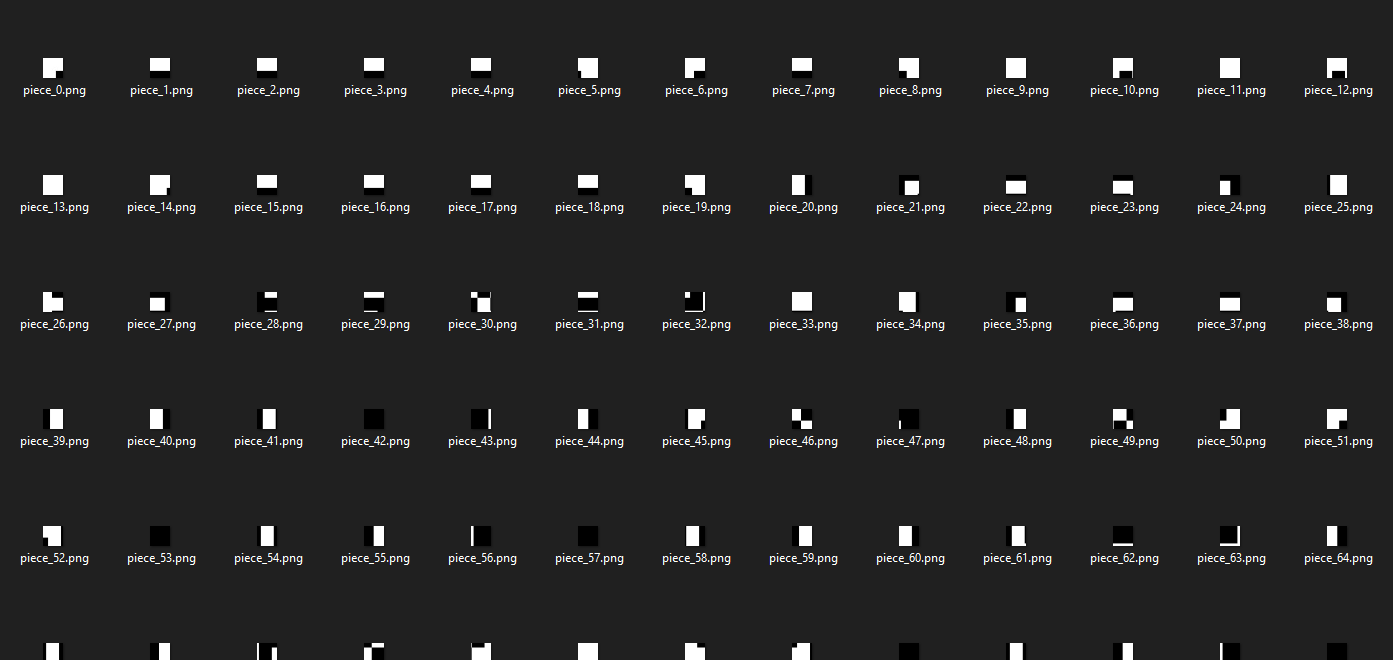 piece_0.png piece_1.png piece_2.png piece_3.png piece_4.png piece_5.png piece_6.png piece_7.png piece_8.png piece_9.png piece_10.png piece_11.png piece_12.png
piece_13.png piece_14.png piece_15.png piece_16.png piece_17.png piece_18.png piece_19.png piece_20.png piece_21.png piece_22.png piece_23.png piece_24.png piece_25.png
piece_26.png piece_27.png piece_28.png piece_29.png piece_30.png piece_31.png piece_32.png piece_33.png piece_34.png piece_35.png piece_36.png piece_37.png piece_38.png
piece_39.png piece_40.png piece_41.png piece_42.png piece_43.png piece_44.png piece_45.png piece_46.png piece_47.png piece_48.png piece_49.png piece_50.png piece_51.png
piece_52.png piece_53.png piece_54.png piece_55.png piece_56.png piece_57.png piece_58.png piece_59.png piece_60.png piece_61.png piece_62.png piece_63.png piece_64.png